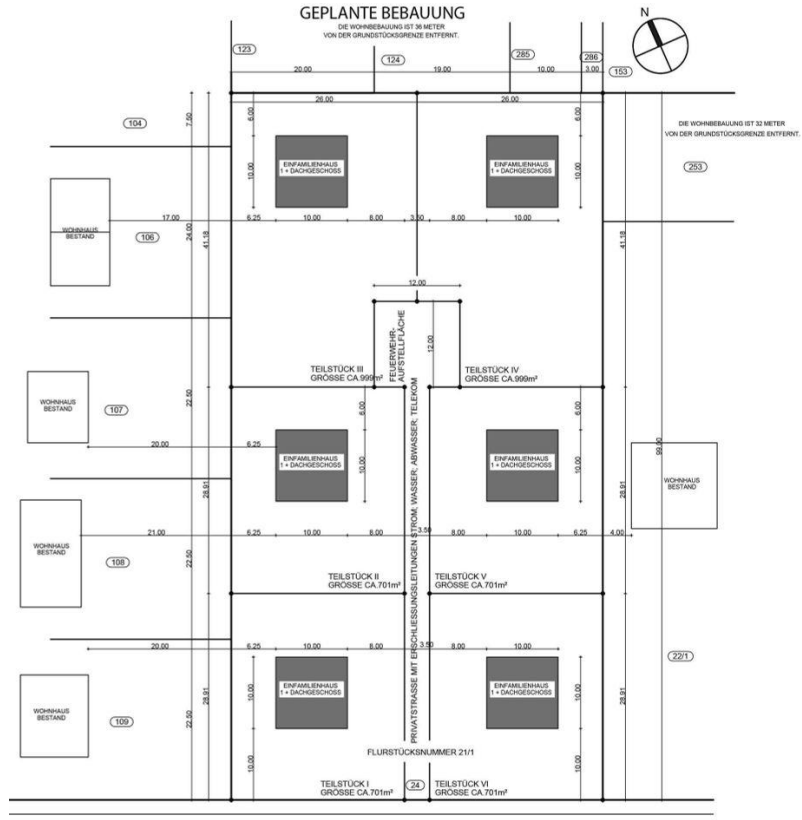 GEPLANTE BEBAUUNG
DIE WOHNBEBAUUNG IST 36 METER
VON DER GRUNDSTÜCKSGRENZE ENTFERNT.
N
123
124
285
286
153
20.00
19.00
10.00
3.00
26.00
26.00
104
7.50
6.00
6.00
DIE WOHNBEBAUUNG IST 32 METER
VON DER GRUNDSTÜCKSGRENZE ENTFERNT.
253
EINFAMILIENHAUS
1 + DACHGESCHOSS
EINFAMILIENHAUS
1 + DACHGESCHOSS
10.00
10.00
17.00
6.25
10.00
8.00
3.50
8.00
10.00
WOHNHAUS
BESTAND
106
24.00
41.18
41.18
12.00
12.00
FEUERWEHR-
AUFSTELLFLÄCHE
TEILSTÜCK III
GRÖSSE CA.999m²
TEILSTÜCK IV
GRÖSSE CA.999m²
WOHNHAUS
BESTAND
107
22.50
6.00
6.00
20.00
6.25
EINFAMILIENHAUS
1 + DACHGESCHOSS
EINFAMILIENHAUS
1 + DACHGESCHOSS
10.00
10.00
99.00
WOHNHAUS
BESTAND
28.91
28.91
WOHNHAUS
BESTAND
21.00
6.25
10.00
8.00
3.50
8.00
10.00
6.25
4.00
108
22.50
TEILSTÜCK II
GRÖSSE CA.701m²
TEILSTÜCK V
GRÖSSE CA.701m²
PRIVATSTRASSE MIT ERSCHLIESSUNGSLEITUNGEN STROM; WASSER; ABWASSER; TELEKOM
20.00
6.25
10.00
8.00
3.50
8.00
10.00
22/1
EINFAMILIENHAUS
1 + DACHGESCHOSS
EINFAMILIENHAUS
1 + DACHGESCHOSS
10.00
10.00
WOHNHAUS
BESTAND
109
22.50
28.91
28.91
FLURSTÜCKSNUMMER 21/1
10.00
10.00
TEILSTÜCK I
GRÖSSE CA.701m²
24
TEILSTÜCK VI
GRÖSSE CA.701m²